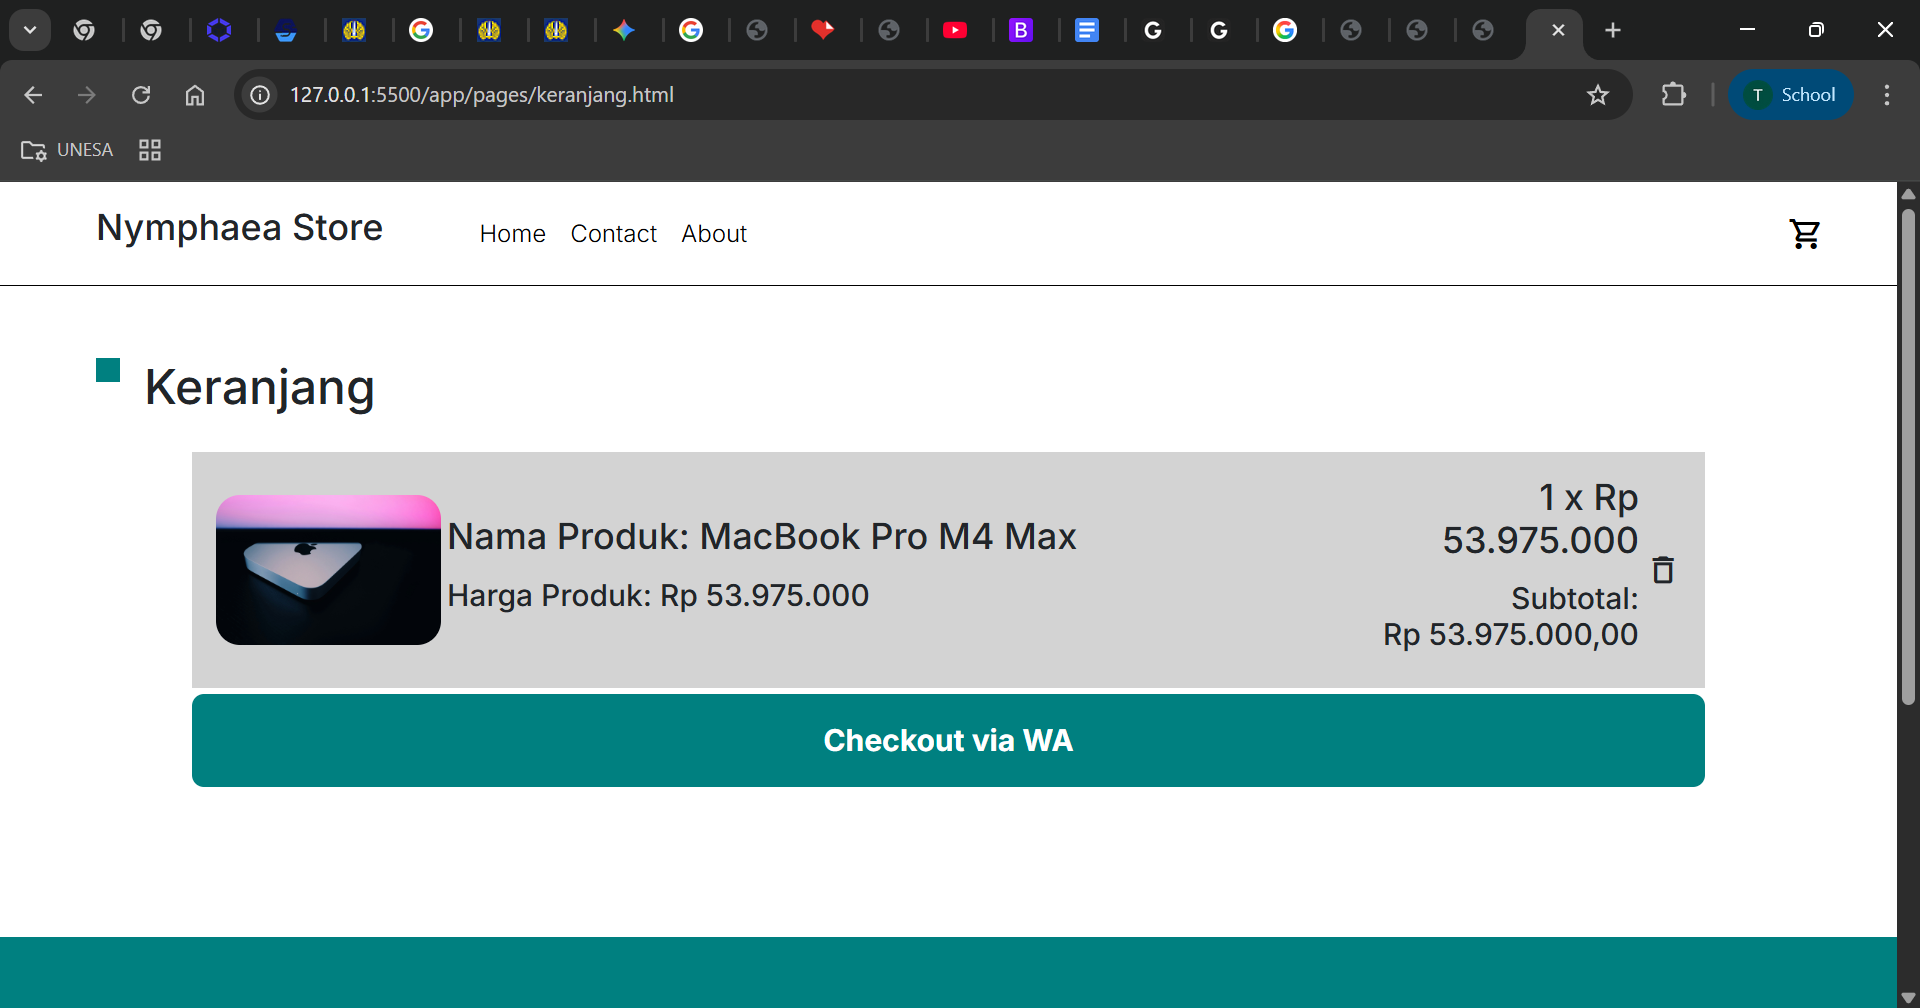 127.0.0.1:5500/app/pages/keranjang.html
T School
UNESA
Nymphaea Store
Home Contact About
Keranjang
Nama Produk: MacBook Pro M4 Max
Harga Produk: Rp 53.975.000
1 x Rp
53.975.000
Subtotal:
Rp 53.975.000,00
Checkout via WA